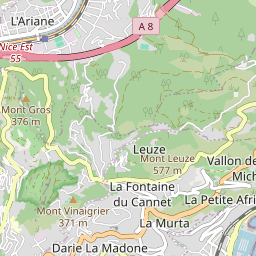 L'Ariane
A 8
Nice Est
55
Mont Gros
376 m
Leuze
Mont Leuze
577 m
Vallon de
Mich
La Fontaine
du Cannet
La Petite Afri
Mont Vinaigrier
371 m
La Murta
Darie La Madone